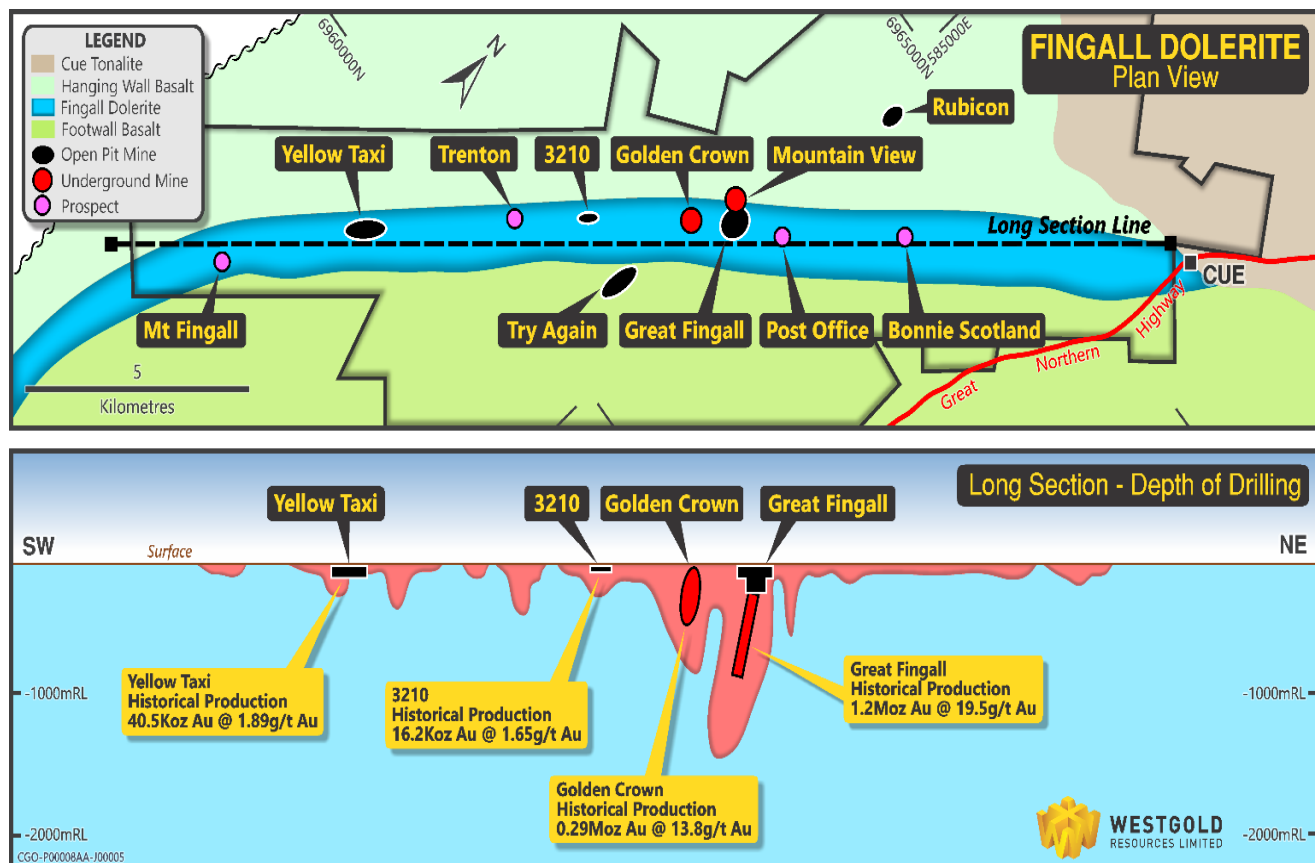 LEGEND
Cue Tonalite
Hanging Wall Basalt
Fingall Dolerite
Footwall Basalt
Open Pit Mine
Underground Mine
Prospect
6960000N
N
6965000N
585000E
FINGALL DOLERITE
Plan View
Rubicon
Yellow Taxi
Trenton
3210
Golden Crown
Mountain View
Long Section Line
CUE
Mt Fingall
Try Again
Great Fingall
Post Office
Bonnie Scotland
Great Northern Highway
5
Kilometres
Long Section - Depth of Drilling
Yellow Taxi
3210
Golden Crown
Great Fingall
SW
Surface
NE
-1000mRL
-1000mRL
Yellow Taxi
Historical Production
40.5Koz Au @ 1.89g/t Au
3210
Historical Production
16.2Koz Au @ 1.65g/t Au
Great Fingall
Historical Production
1.2Moz Au @ 19.5g/t Au
Golden Crown
Historical Production
0.29Moz Au @ 13.8g/t Au
-2000mRL
-2000mRL
WESTGOLD
RESOURCES LIMITED
CGO-P00008AA-J00005